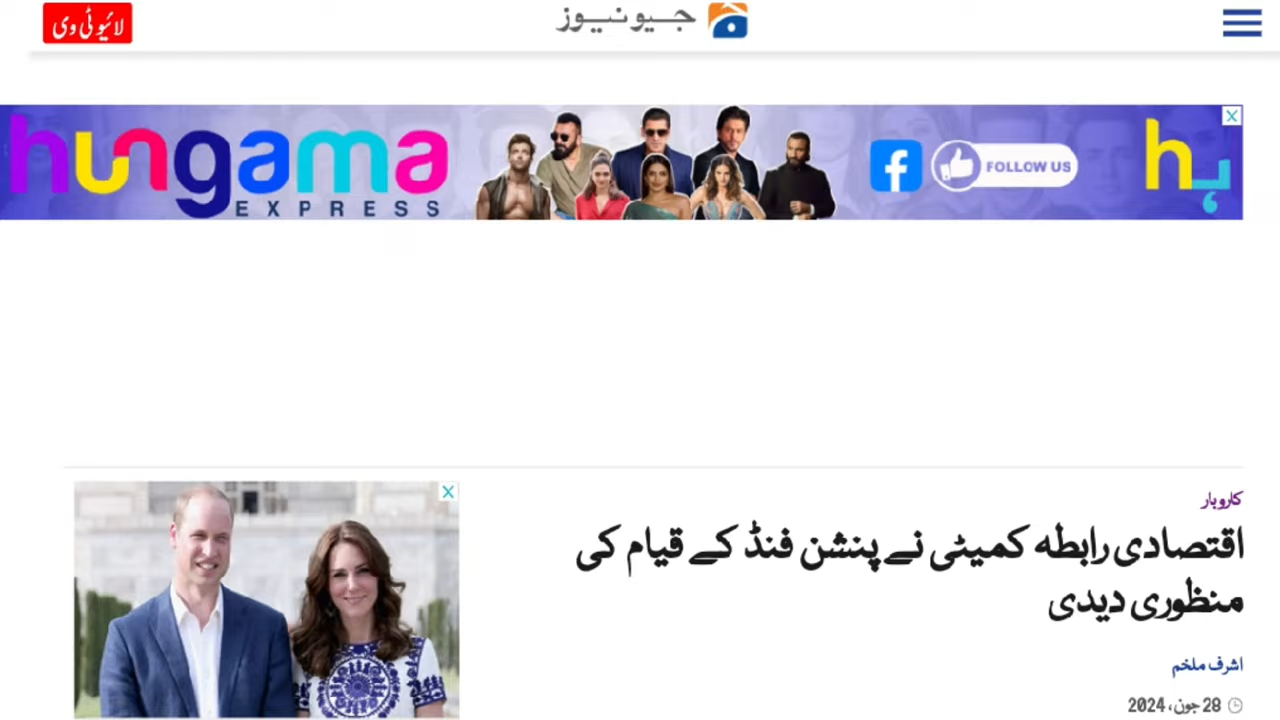 لائیو ٹی وی
جیو نیوز
hungama
EXPRESS
FOLLOW US
کاروبار
اقتصادی رابطہ کمیٹی نے پنشن فنڈ کے قیام کی
منظوری دیدی
اشرف ملخم
28 جون، 2024